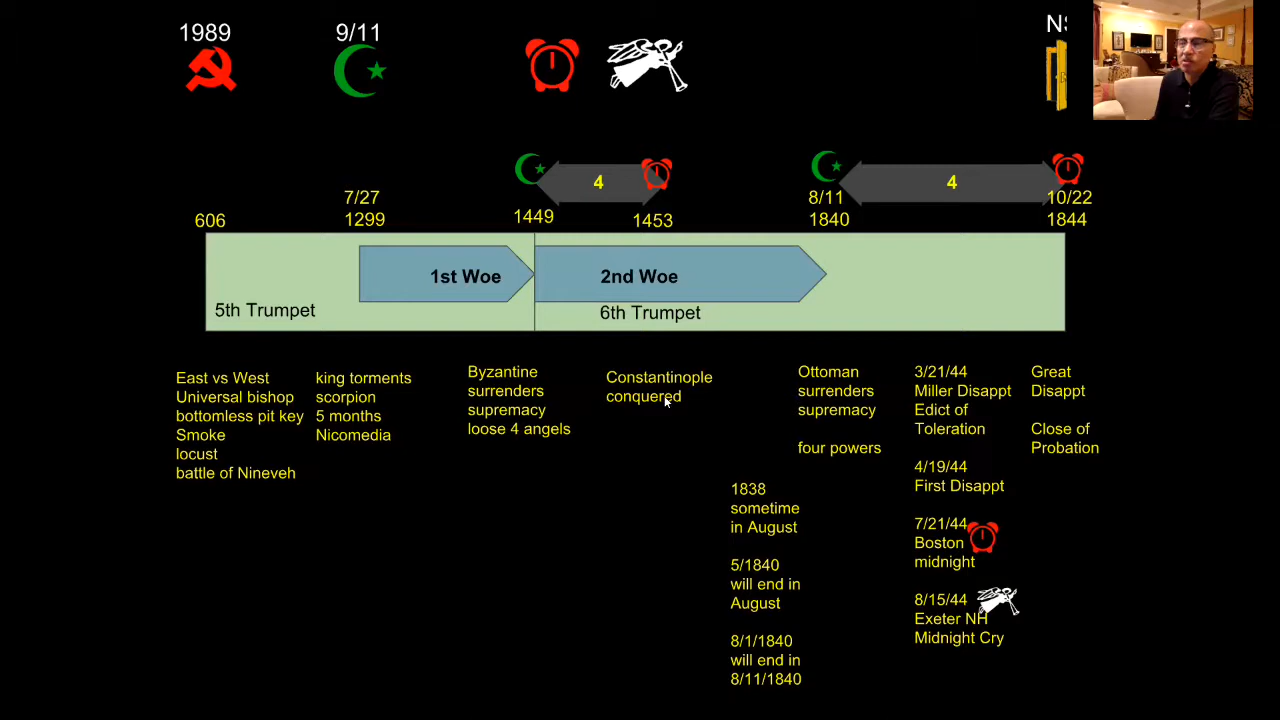 1989
9/11
NS
4
4
606
7/27
1299
1449
1453
8/11
1840
10/22
1844
1st Woe
2nd Woe
5th Trumpet
6th Trumpet
East vs West
Universal bishop
bottomless pit key
Smoke
locust
battle of Nineveh
king torments
scorpion
5 months
Nicomedia
Byzantine
surrenders
supremacy
loose 4 angels
Constantinople
conquered
1838
sometime
in August
5/1840
will end in
August
8/1/1840
will end in
8/11/1840
Ottoman
surrenders
supremacy
four powers
3/21/44
Miller Disappt
Edict of
Toleration
4/19/44
First Disappt
7/21/44
Boston
midnight
8/15/44
Exeter NH
Midnight Cry
Great
Disappt
Close of
Probation